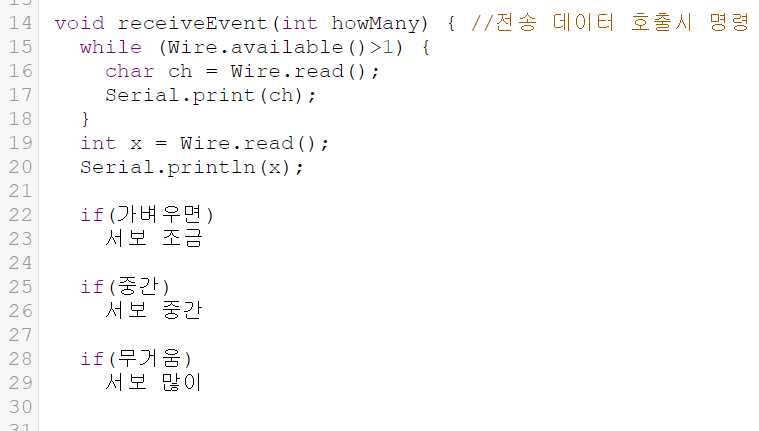 14 void receiveEvent(int howMany) { //전송 데이터 호출시 명령
15 while (Wire.available()>1) {
16 char ch = Wire.read();
17 Serial.print(ch);
18 }
19 int x = Wire.read();
20 Serial.println(x);
21
22 if(가벼우면)
23 서보 조금
24
25 if(중간)
26 서보 중간
27
28 if(무거움)
29 서보 많이
30